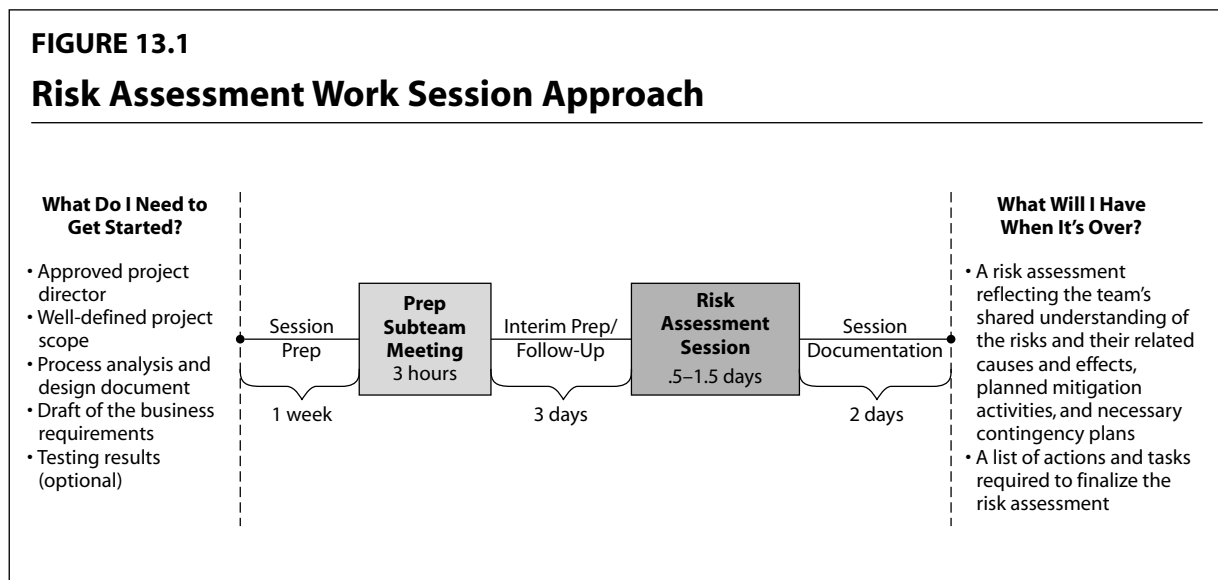 FIGURE 13.1
Risk Assessment Work Session Approach
What Do I Need to
Get Started?
• Approved project
director
• Well-defined project
scope
• Process analysis and
design document
• Draft of the business
requirements
• Testing results
(optional)
Session
Prep
1 week
Prep
Subteam
Meeting
3 hours
Interim Prep/
Follow-Up
3 days
Risk
Assessment
Session
.5–1.5 days
Session
Documentation
2 days
What Will I Have
When It's Over?
• A risk assessment
reflecting the team's
shared understanding of
the risks and their related
causes and effects,
planned mitigation
activities, and necessary
contingency plans
• A list of actions and tasks
required to finalize the
risk assessment